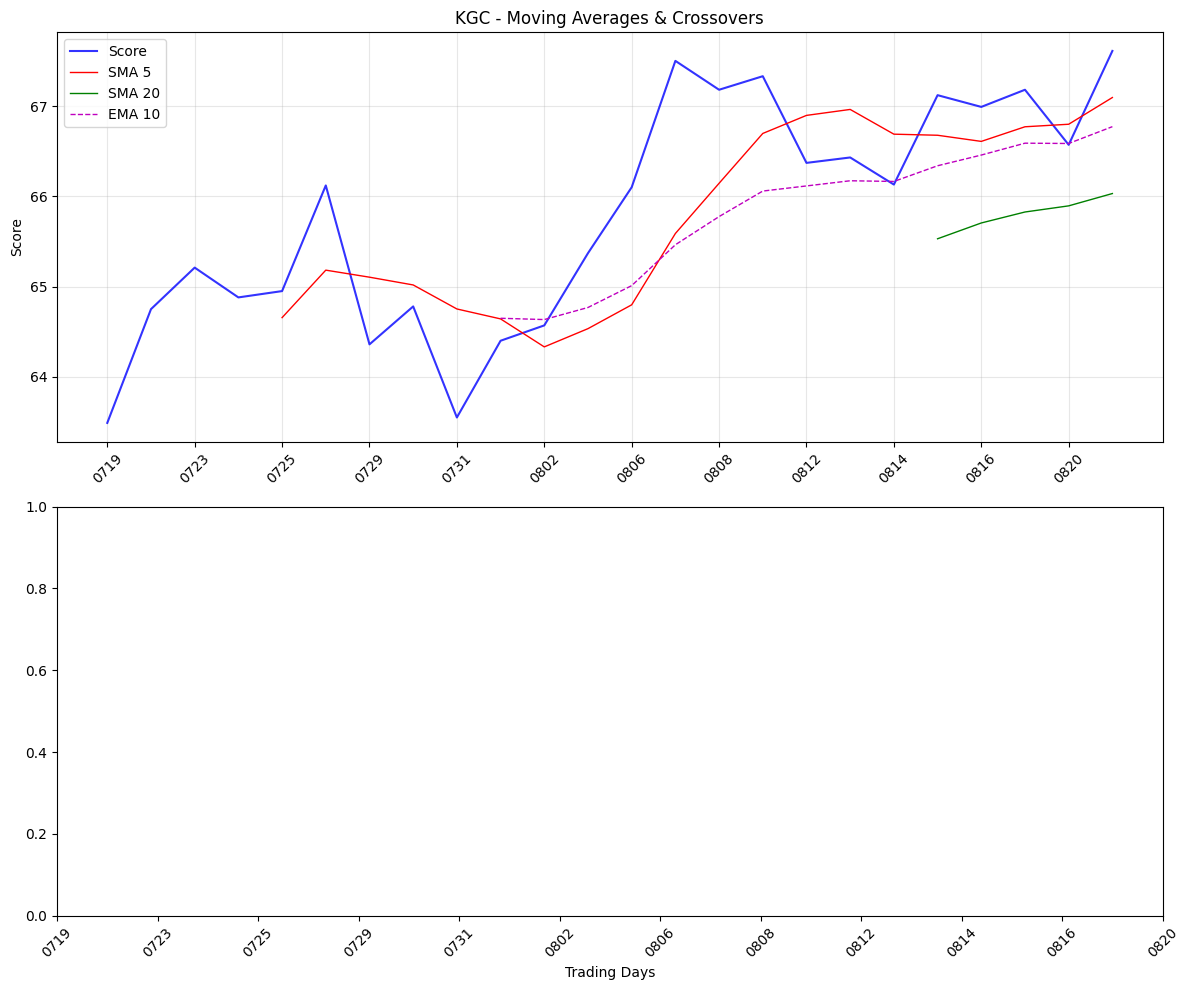 KGC - Moving Averages & Crossovers
Score
SMA 5
SMA 20
EMA 10
Score
67
66
65
64
0719 0723 0725 0729 0731 0802 0806 0808 0812 0814 0816 0820
1.0
0.8
0.6
0.4
0.2
0.0
0719 0723 0725 0729 0731 0802 0806 0808 0812 0814 0816 0820
Trading Days